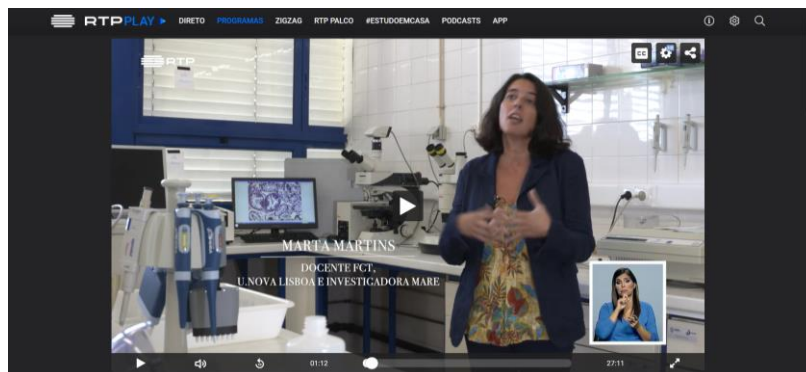 RTPPLAY DIRETO PROGRAMAS ZIGZAG RTP PALCO #ESTUDOEMCASA PODCASTS APP
RTP
CC
MARTA MARTINS
DOCENTE FCT,
U.NOVA LISBOA E INVESTIGADORA MARE
01:12 27:11